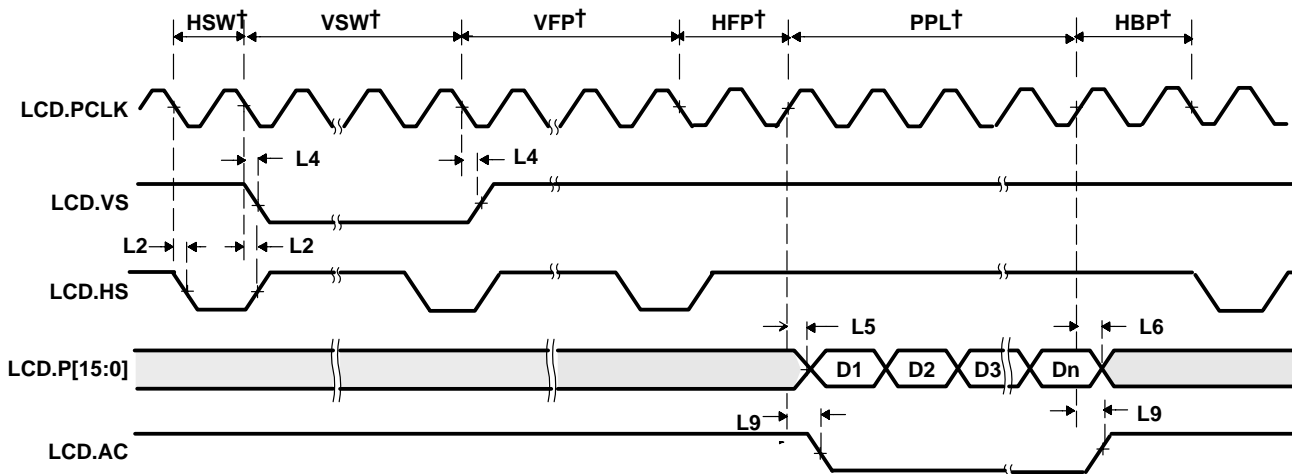 HSW† VSW† VFP† HFP† PPL† HBP†
LCD.PCLK
L4 L4
LCD.VS
L2 L2
LCD.HS
L5 L6
LCD.P[15:0] D1 D2 D3 Dn
L9 L9
LCD.AC